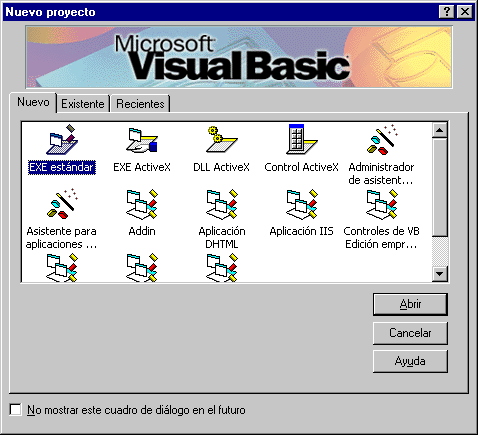 Nuevo proyecto
Microsoft
Visual Basic
Nuevo Existente Recientes
EXE estándar EXE ActiveX DLL ActiveX Control ActiveX Administrador
de asistent...
Asistente para Addin Aplicación Aplicación IIS Controles de VB
aplicaciones ... DHTML Edición empr...
Abrir
Cancelar
Ayuda
No mostrar este cuadro de diálogo en el futuro